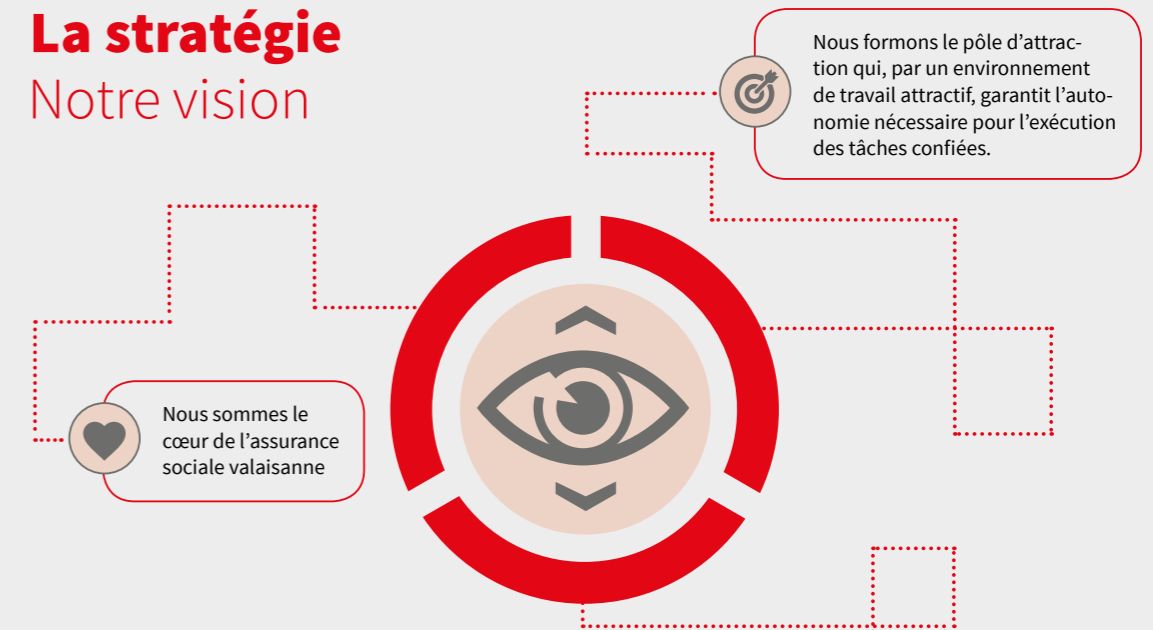 La stratégie
Notre vision
Nous formons le pôle d’attrac-
tion qui, par un environnement
de travail attractif, garantit l’auto-
nomie nécessaire pour l’exécution
des tâches confiées.
Nous sommes le
cœur de l’assurance
sociale valaisanne